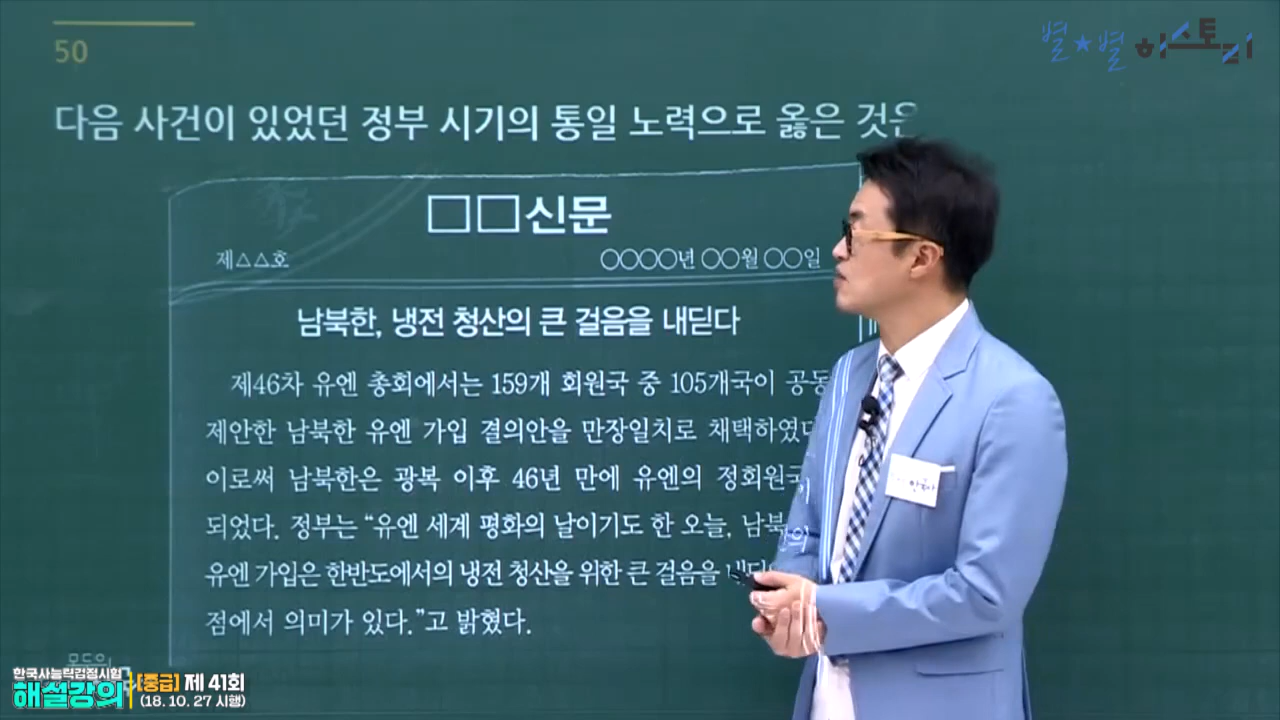 50
별★별 히스토리
다음 사건이 있었던 정부 시기의 통일 노력으로 옳은 것은
□□신문
제△△호
○○○○년 ○○월 ○○일
남북한, 냉전 청산의 큰 걸음을 내딛다
제46차 유엔 총회에서는 159개 회원국 중 105개국이 공동
제안한 남북한 유엔 가입 결의안을 만장일치로 채택하였다
이로써 남북한은 광복 이후 46년 만에 유엔의 정회원국
되었다. 정부는 “유엔 세계 평화의 날이기도 한 오늘, 남북
유엔 가입은 한반도에서의 냉전 청산을 위한 큰 걸음을
점에서 의미가 있다.”고 밝혔다.
한국사능력검정시험
해설강의
[중급] 제 41회
(18. 10. 27 시행)